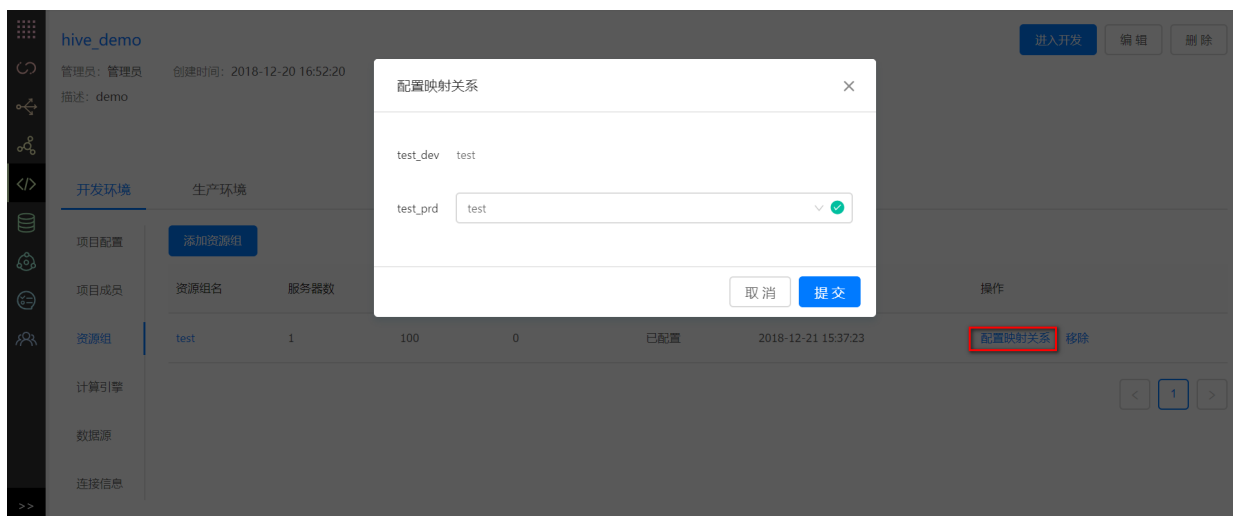 hive_demo
进入开发
编 辑
删 除
管理员：管理员
创建时间：2018-12-20 16:52:20
描述：demo
配置映射关系
test_dev test
test_prd test
取 消
提 交
开发环境
生产环境
项目配置
项目成员
资源组
计算引擎
数据源
连接信息
添加资源组
资源组名 服务器数 操作
test 1 100 0 已配置 2018-12-21 15:37:23 配置映射关系 移除
< 1 >
>>